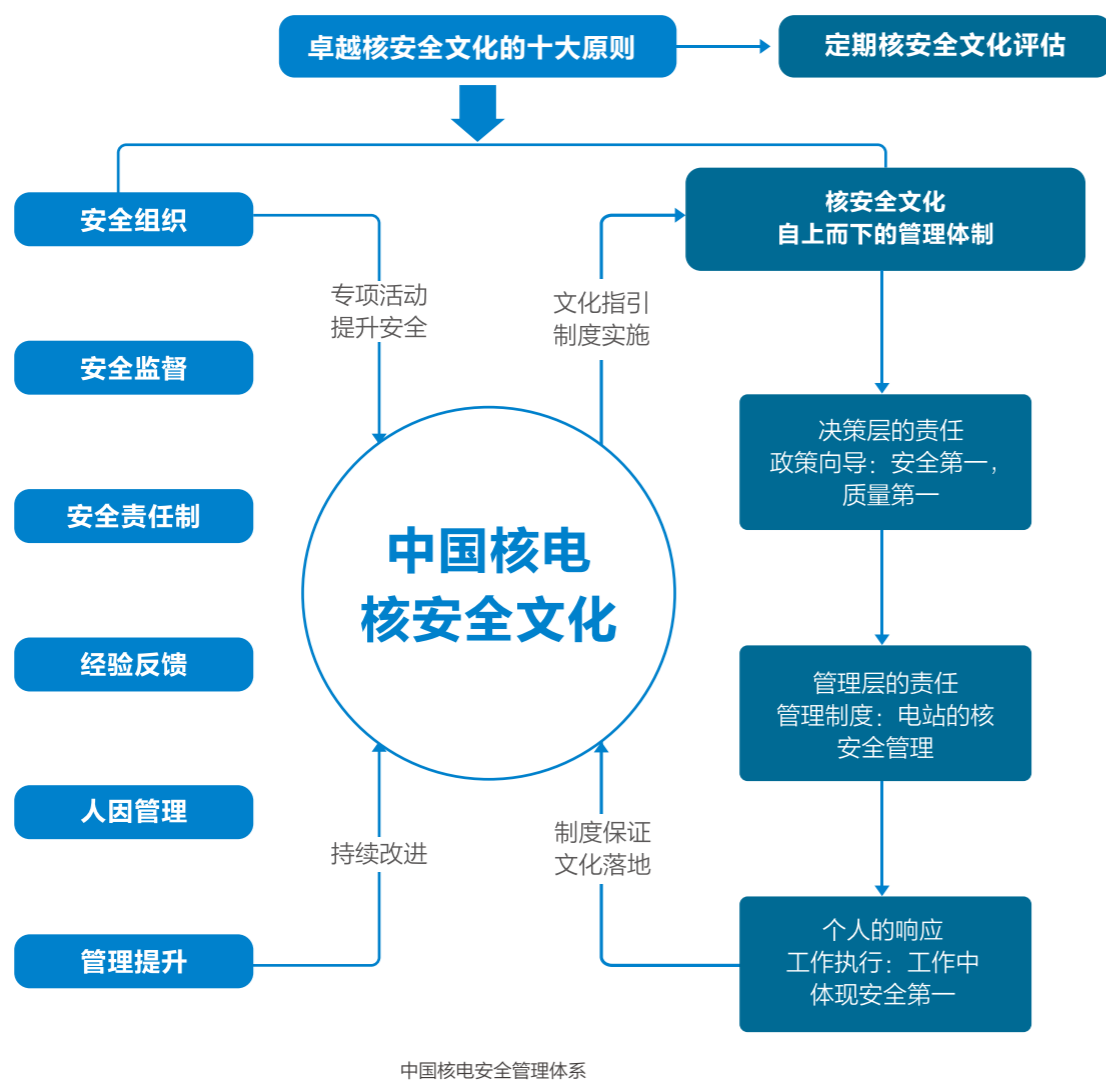 卓越核安全文化的十大原则
定期核安全文化评估
安全组织
安全监督
安全责任制
经验反馈
人因管理
管理提升
专项活动
提升安全
持续改进
中国核电
核安全文化
文化指引
制度实施
制度保证
文化落地
核安全文化
自上而下的管理体制
决策层的责任
政策向导：安全第一，
质量第一
管理层的责任
管理制度：电站的核
安全管理
个人的响应
工作执行：工作中
体现安全第一
中国核电安全管理体系